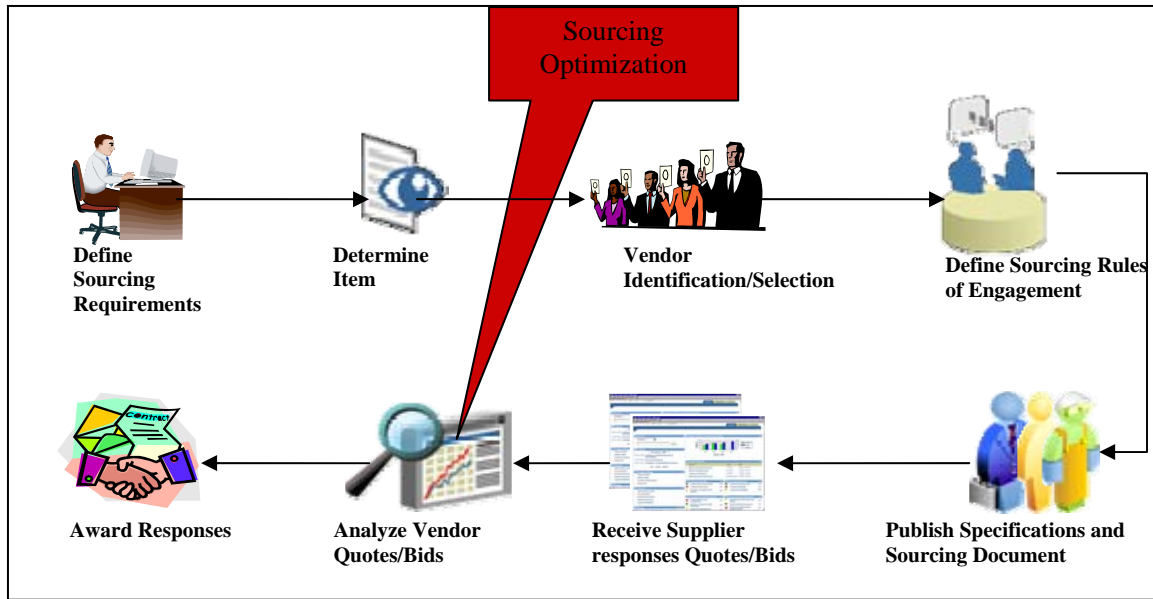 Sourcing
Optimization
Define
Sourcing
Requirements
Determine
Item
Vendor
Identification/Selection
Define Sourcing Rules
of Engagement
contract
Award Responses
Analyze Vendor
Quotes/Bids
Receive Supplier
responses Quotes/Bids
Publish Specifications and
Sourcing Document